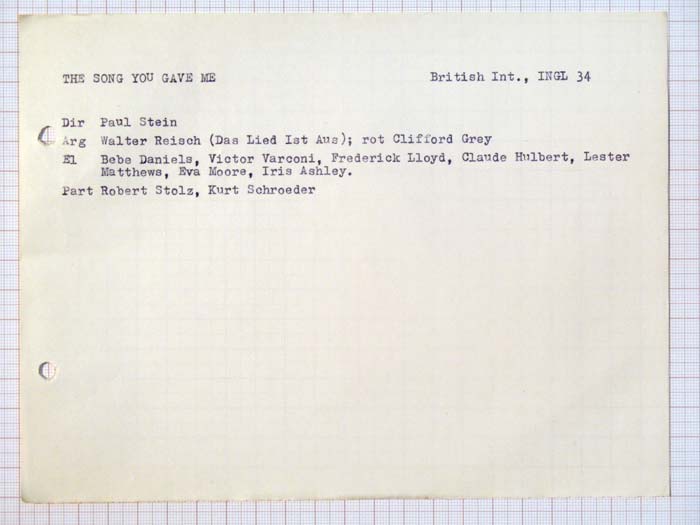 THE SONG YOU GAVE ME British Int., INGL 34
Dir Paul Stein
Arg Walter Reisch (Das Lied Ist Aus); rot Clifford Grey
El Bebe Daniels, Victor Varconi, Frederick Lloyd, Claude Hulbert, Lester
Matthews, Eva Moore, Iris Ashley.
Part Robert Stolz, Kurt Schroeder